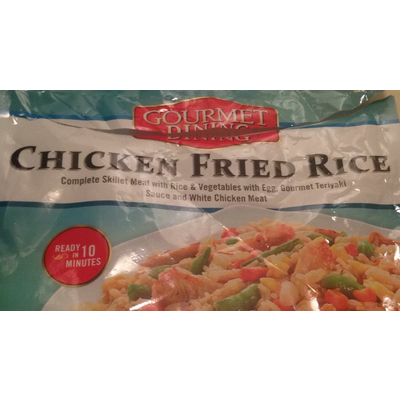 GOURMET
DINING
CHICKEN FRIED RICE
Complete Skillet Meat with Rice & Vegetables with Egg, Gourmet Teriyaki
Sauce and White Chicken Meat
READY
IN 10
MINUTES